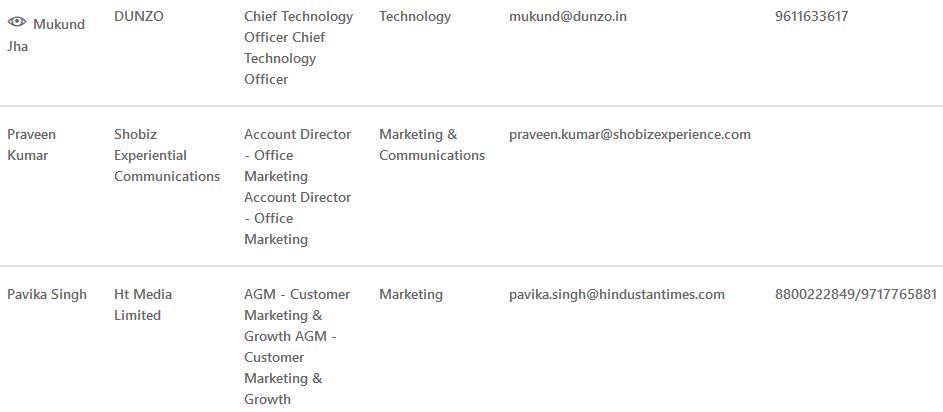 Mukund Jha
DUNZO
Chief Technology Officer Chief Technology Officer
Technology
mukund@dunzo.in
9611633617
Praveen Kumar
Shobiz Experiential Communications
Account Director - Office Marketing Account Director - Office Marketing
Marketing & Communications
praveen.kumar@shobizexperience.com
Pavika Singh
Ht Media Limited
AGM - Customer Marketing & Growth AGM - Customer Marketing & Growth
Marketing
pavika.singh@hindustantimes.com
8800222849/9717765881